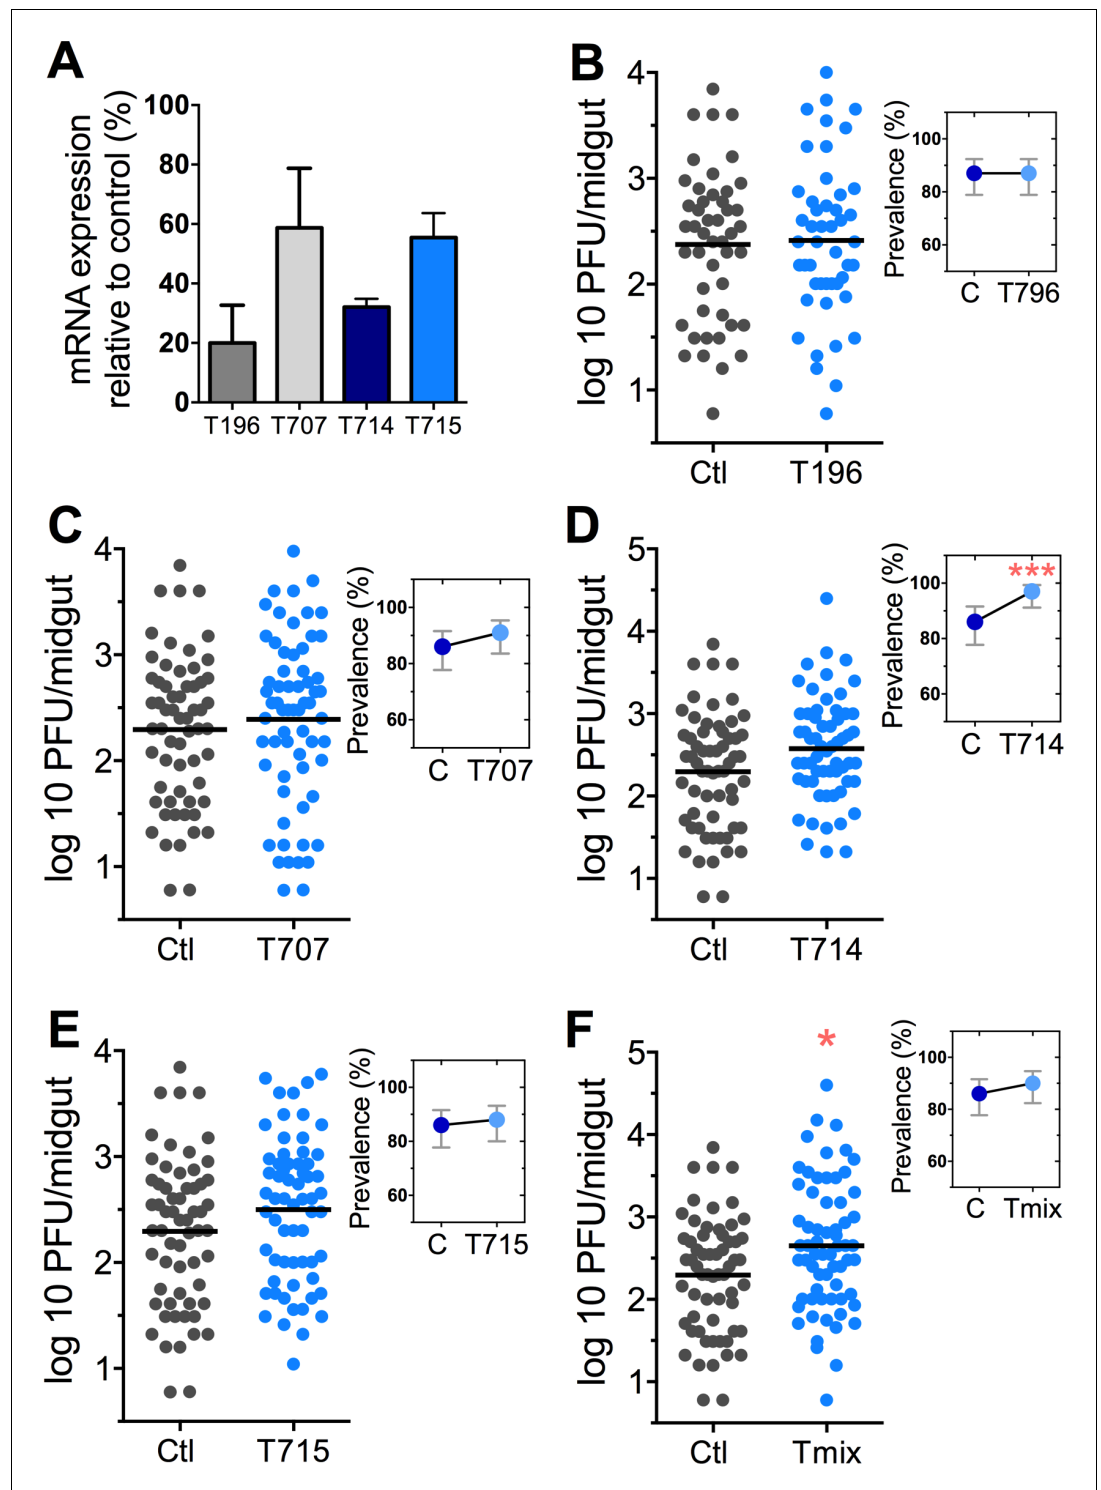 A
mRNA expression
relative to control (%)
100
80
60
40
20
0
T196 T707 T714 T715
B
log 10 PFU/midgut
4
3
2
1
Ctl T196
Prevalence (%)
100
80
60
C T796
C
log 10 PFU/midgut
4
3
2
1
Ctl T707
Prevalence (%)
100
80
60
C T707
D
log 10 PFU/midgut
5
4
3
2
1
Ctl T714
Prevalence (%)
100
80
60
***
C T714
E
log 10 PFU/midgut
4
3
2
1
Ctl T715
Prevalence (%)
100
80
60
C T715
F
log 10 PFU/midgut
5
4
3
2
1
*
Ctl Tmix
Prevalence (%)
100
80
60
C Tmix